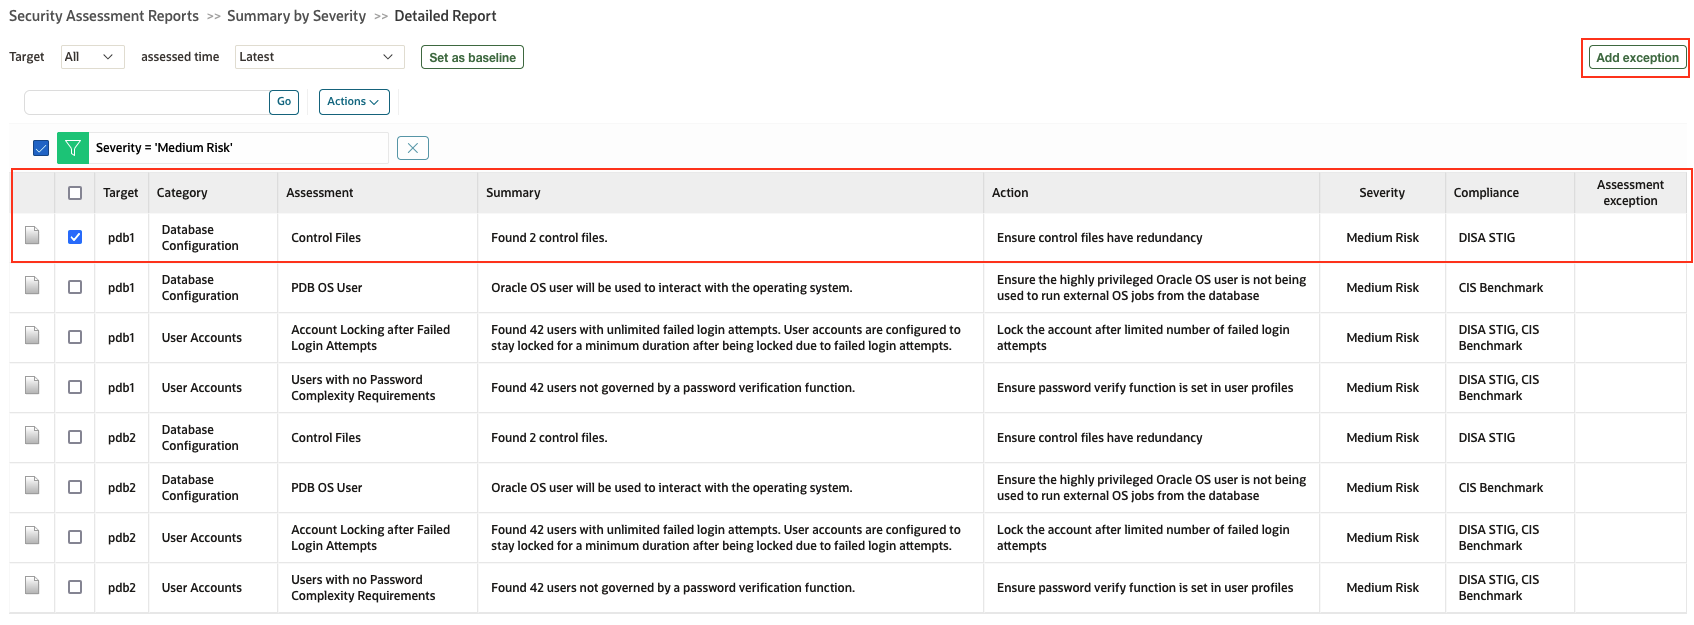 Security Assessment Reports >> Summary by Severity >> Detailed Report
Target All assessed time Latest Set as baseline Add exception
Go Actions
Severity = 'Medium Risk'
Target Category Assessment Summary Action Severity Compliance Assessment exception
pdb1 Database Configuration Control Files Found 2 control files. Ensure control files have redundancy Medium Risk DISA STIG
pdb1 Database Configuration PDB OS User Oracle OS user will be used to interact with the operating system. Ensure the highly privileged Oracle OS user is not being used to run external OS jobs from the database Medium Risk CIS Benchmark
pdb1 User Accounts Account Locking after Failed Login Attempts Found 42 users with unlimited failed login attempts. User accounts are configured to stay locked for a minimum duration after being locked due to failed login attempts. Lock the account after limited number of failed login attempts Medium Risk DISA STIG, CIS Benchmark
pdb1 User Accounts Users with no Password Complexity Requirements Found 42 users not governed by a password verification function. Ensure password verify function is set in user profiles Medium Risk DISA STIG, CIS Benchmark
pdb2 Database Configuration Control Files Found 2 control files. Ensure control files have redundancy Medium Risk DISA STIG
pdb2 Database Configuration PDB OS User Oracle OS user will be used to interact with the operating system. Ensure the highly privileged Oracle OS user is not being used to run external OS jobs from the database Medium Risk CIS Benchmark
pdb2 User Accounts Account Locking after Failed Login Attempts Found 42 users with unlimited failed login attempts. User accounts are configured to stay locked for a minimum duration after being locked due to failed login attempts. Lock the account after limited number of failed login attempts Medium Risk DISA STIG, CIS Benchmark
pdb2 User Accounts Users with no Password Complexity Requirements Found 42 users not governed by a password verification function. Ensure password verify function is set in user profiles Medium Risk DISA STIG, CIS Benchmark